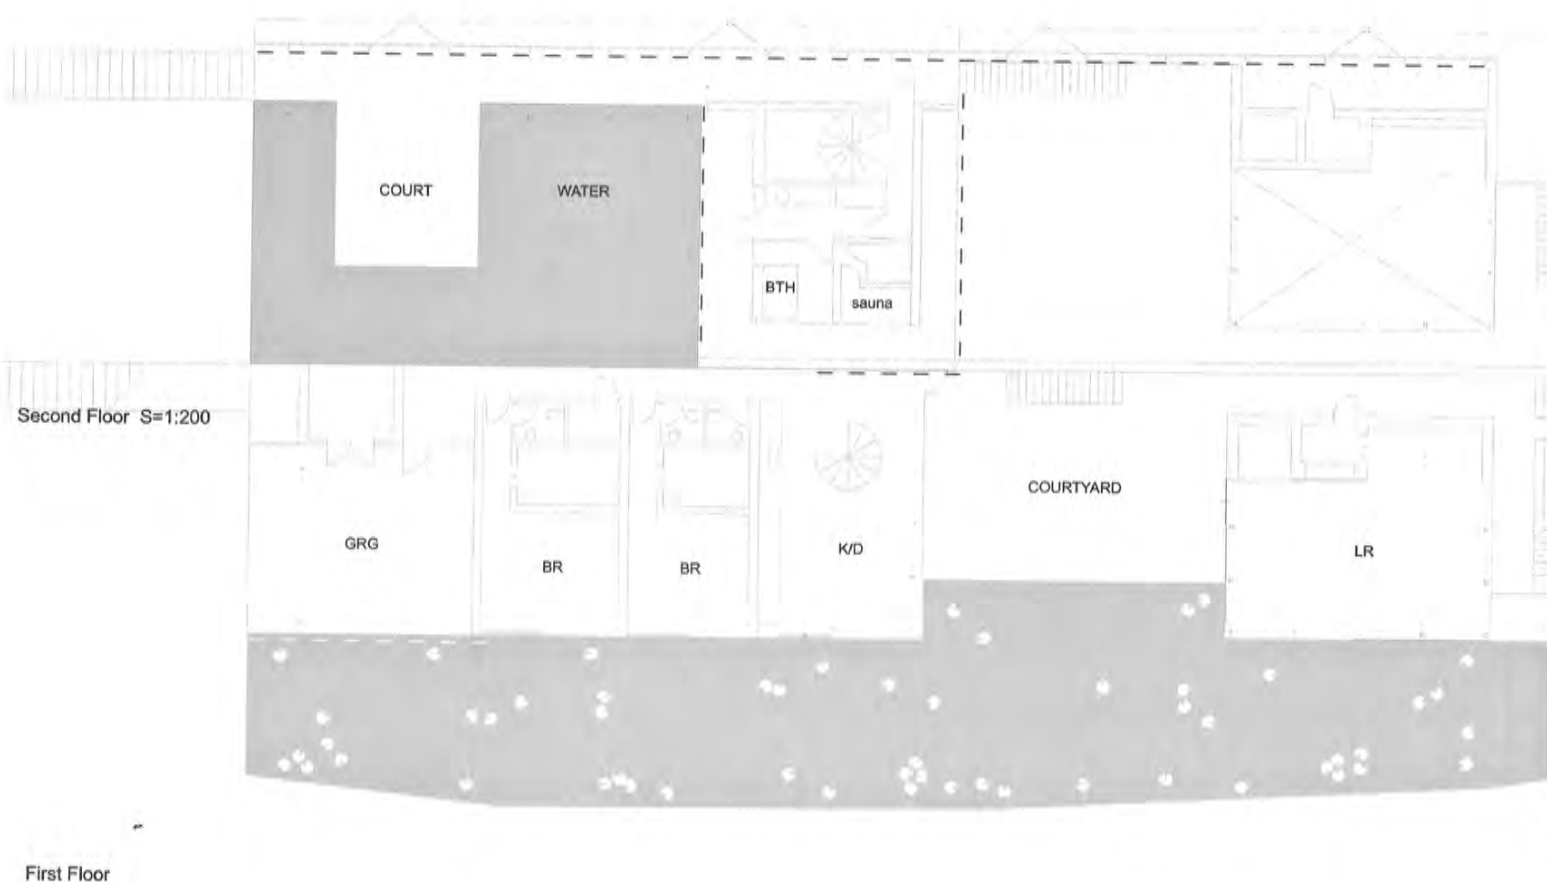 COURT
WATER
BTH
sauna
Second Floor S=1:200
GRG
BR
BR
K/D
COURTYARD
LR
First Floor